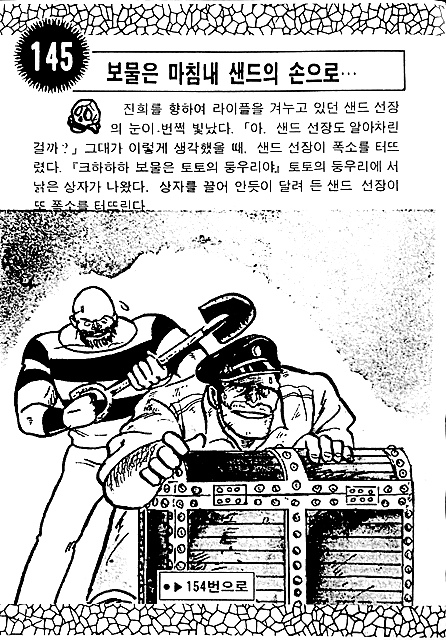 145
보물은 마침내 샌드의 손으로…
진희를 향하여 라이플을 겨누고 있던 샌드 선장
의 눈이 번쩍 빛났다. 「아, 샌드 선장도 알아차린
걸까?」 그대가 이렇게 생각했을 때, 샌드 선장이 폭소를 터뜨
렸다. 『크하하하 보물은 토토의 둥우리야』 토토의 둥우리에 서
낡은 상자가 나왔다. 상자를 끌어 안듯이 달려 든 샌드 선장이
또 폭소를 터뜨린다
●▶154번으로